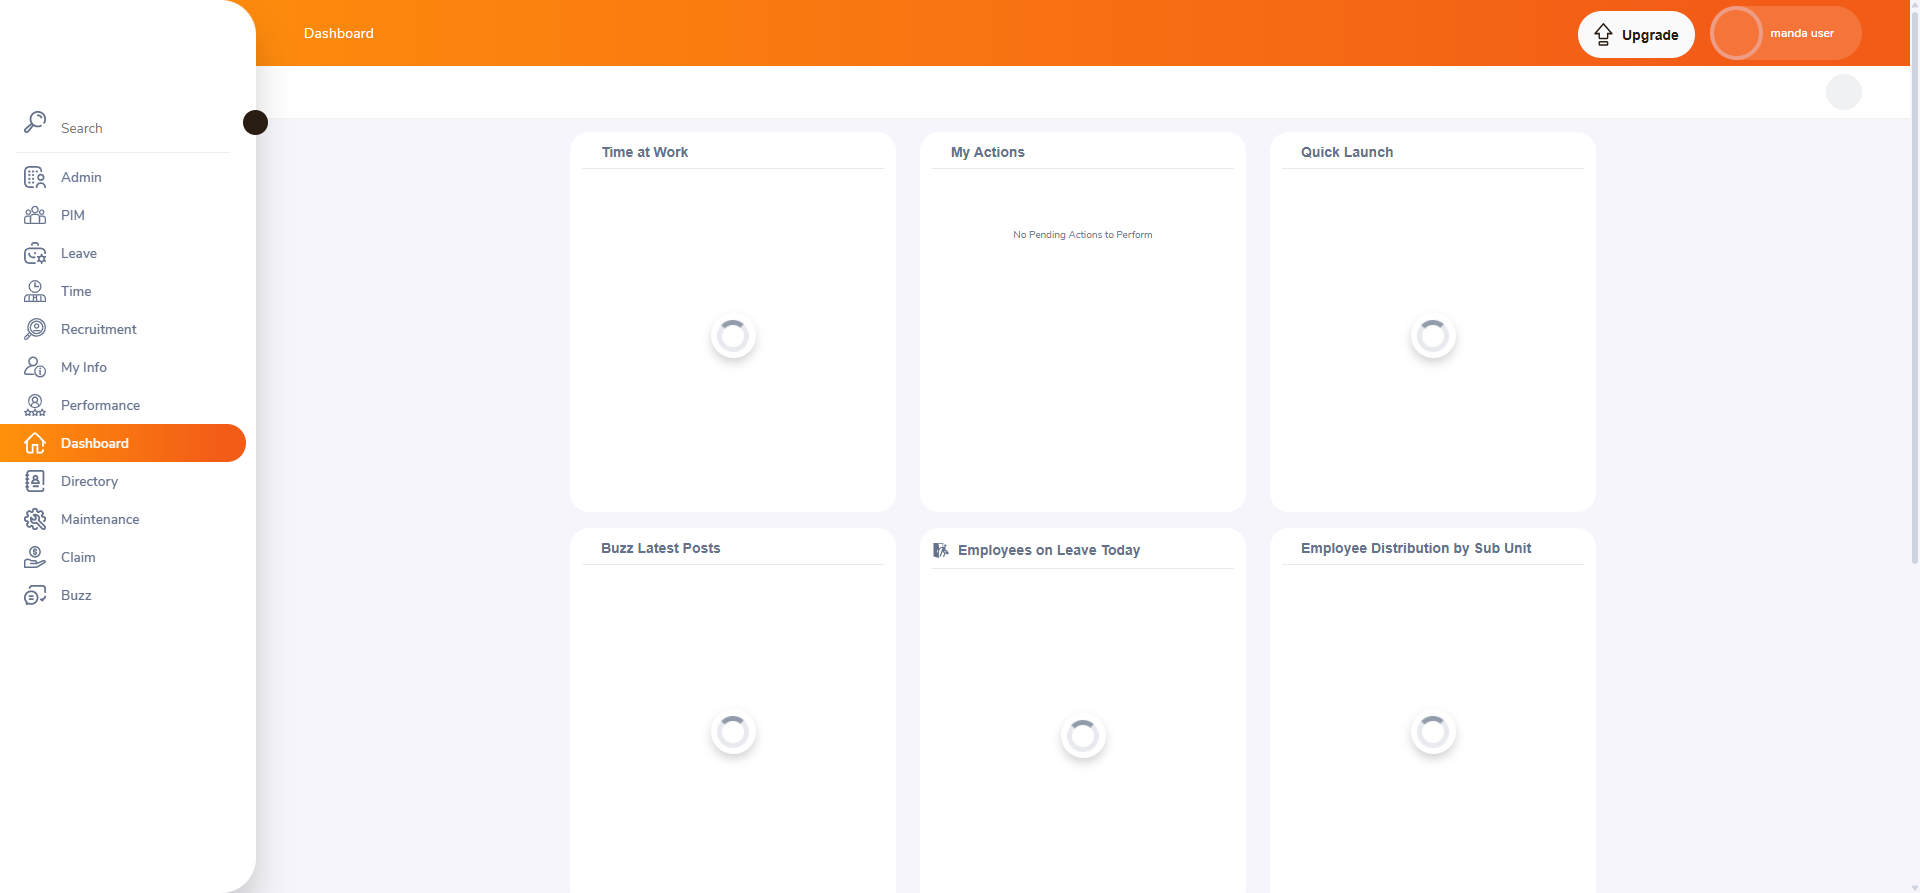 Dashboard
Upgrade
manda user
Search
Admin
PIM
Leave
Time
Recruitment
My Info
Performance
Dashboard
Directory
Maintenance
Claim
Buzz
Time at Work
My Actions
No Pending Actions to Perform
Quick Launch
Buzz Latest Posts
Employees on Leave Today
Employee Distribution by Sub Unit